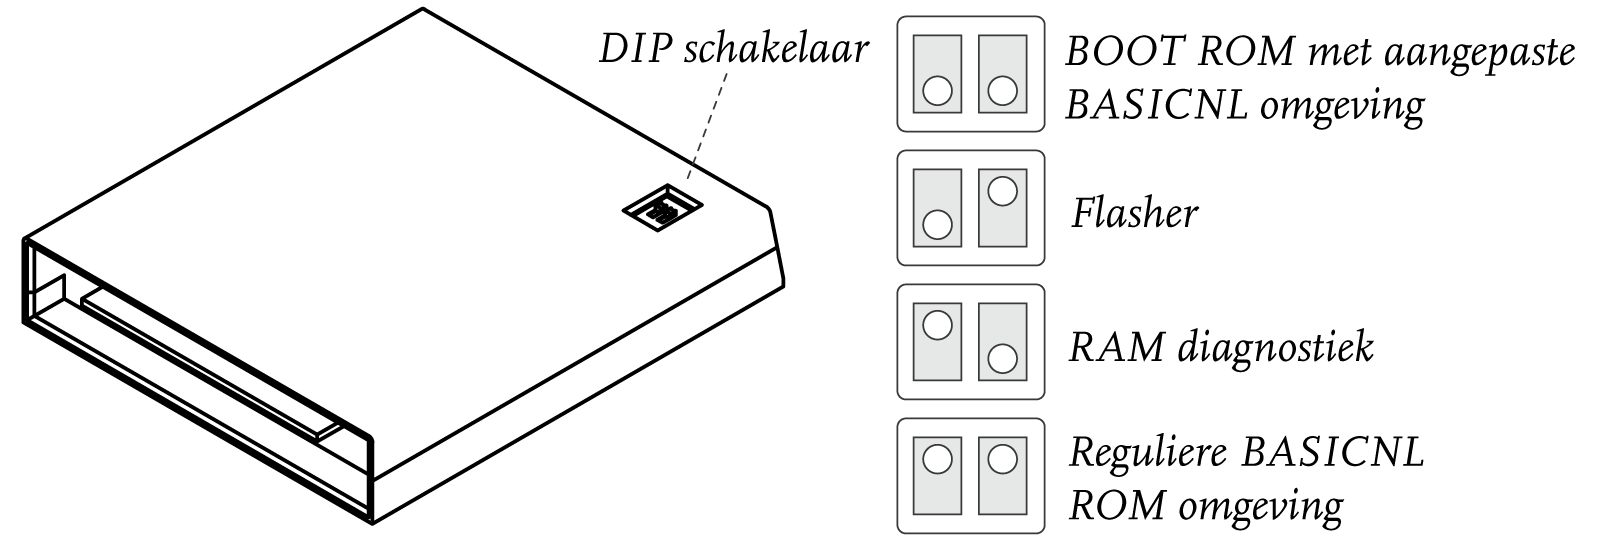 DIP schakelaar
BOOT ROM met aangepaste
BASICNL omgeving
Flasher
RAM diagnostiek
Reguliere BASICNL
ROM omgeving